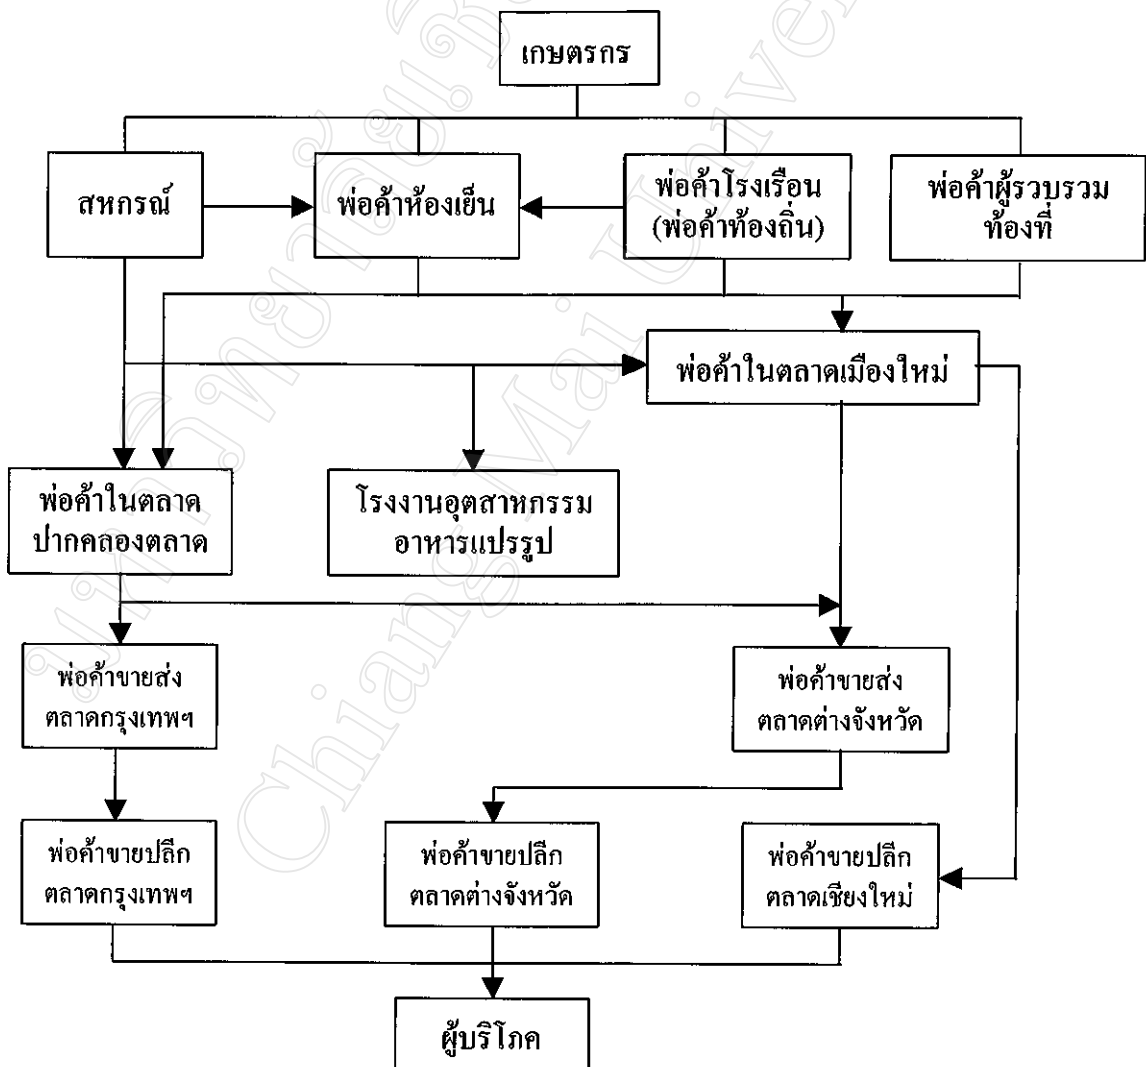 เกษตรกร
สหกรณ์
พ่อค้าห้องเย็น
พ่อค้าโรงเรือน
(พ่อค้าท้องถิ่น)
พ่อค้าผู้รวบรวม
ท้องที่
พ่อค้าในตลาดเมืองใหม่
พ่อค้าในตลาด
ปากคลองตลาด
โรงงานอุตสาหกรรม
อาหารแปรรูป
พ่อค้าขายส่ง
ตลาดกรุงเทพฯ
พ่อค้าขายส่ง
ตลาดต่างจังหวัด
พ่อค้าขายปลีก
ตลาดกรุงเทพฯ
พ่อค้าขายปลีก
ตลาดต่างจังหวัด
พ่อค้าขายปลีก
ตลาดเชียงใหม่
ผู้บริโภค
Chiang Mai Univer